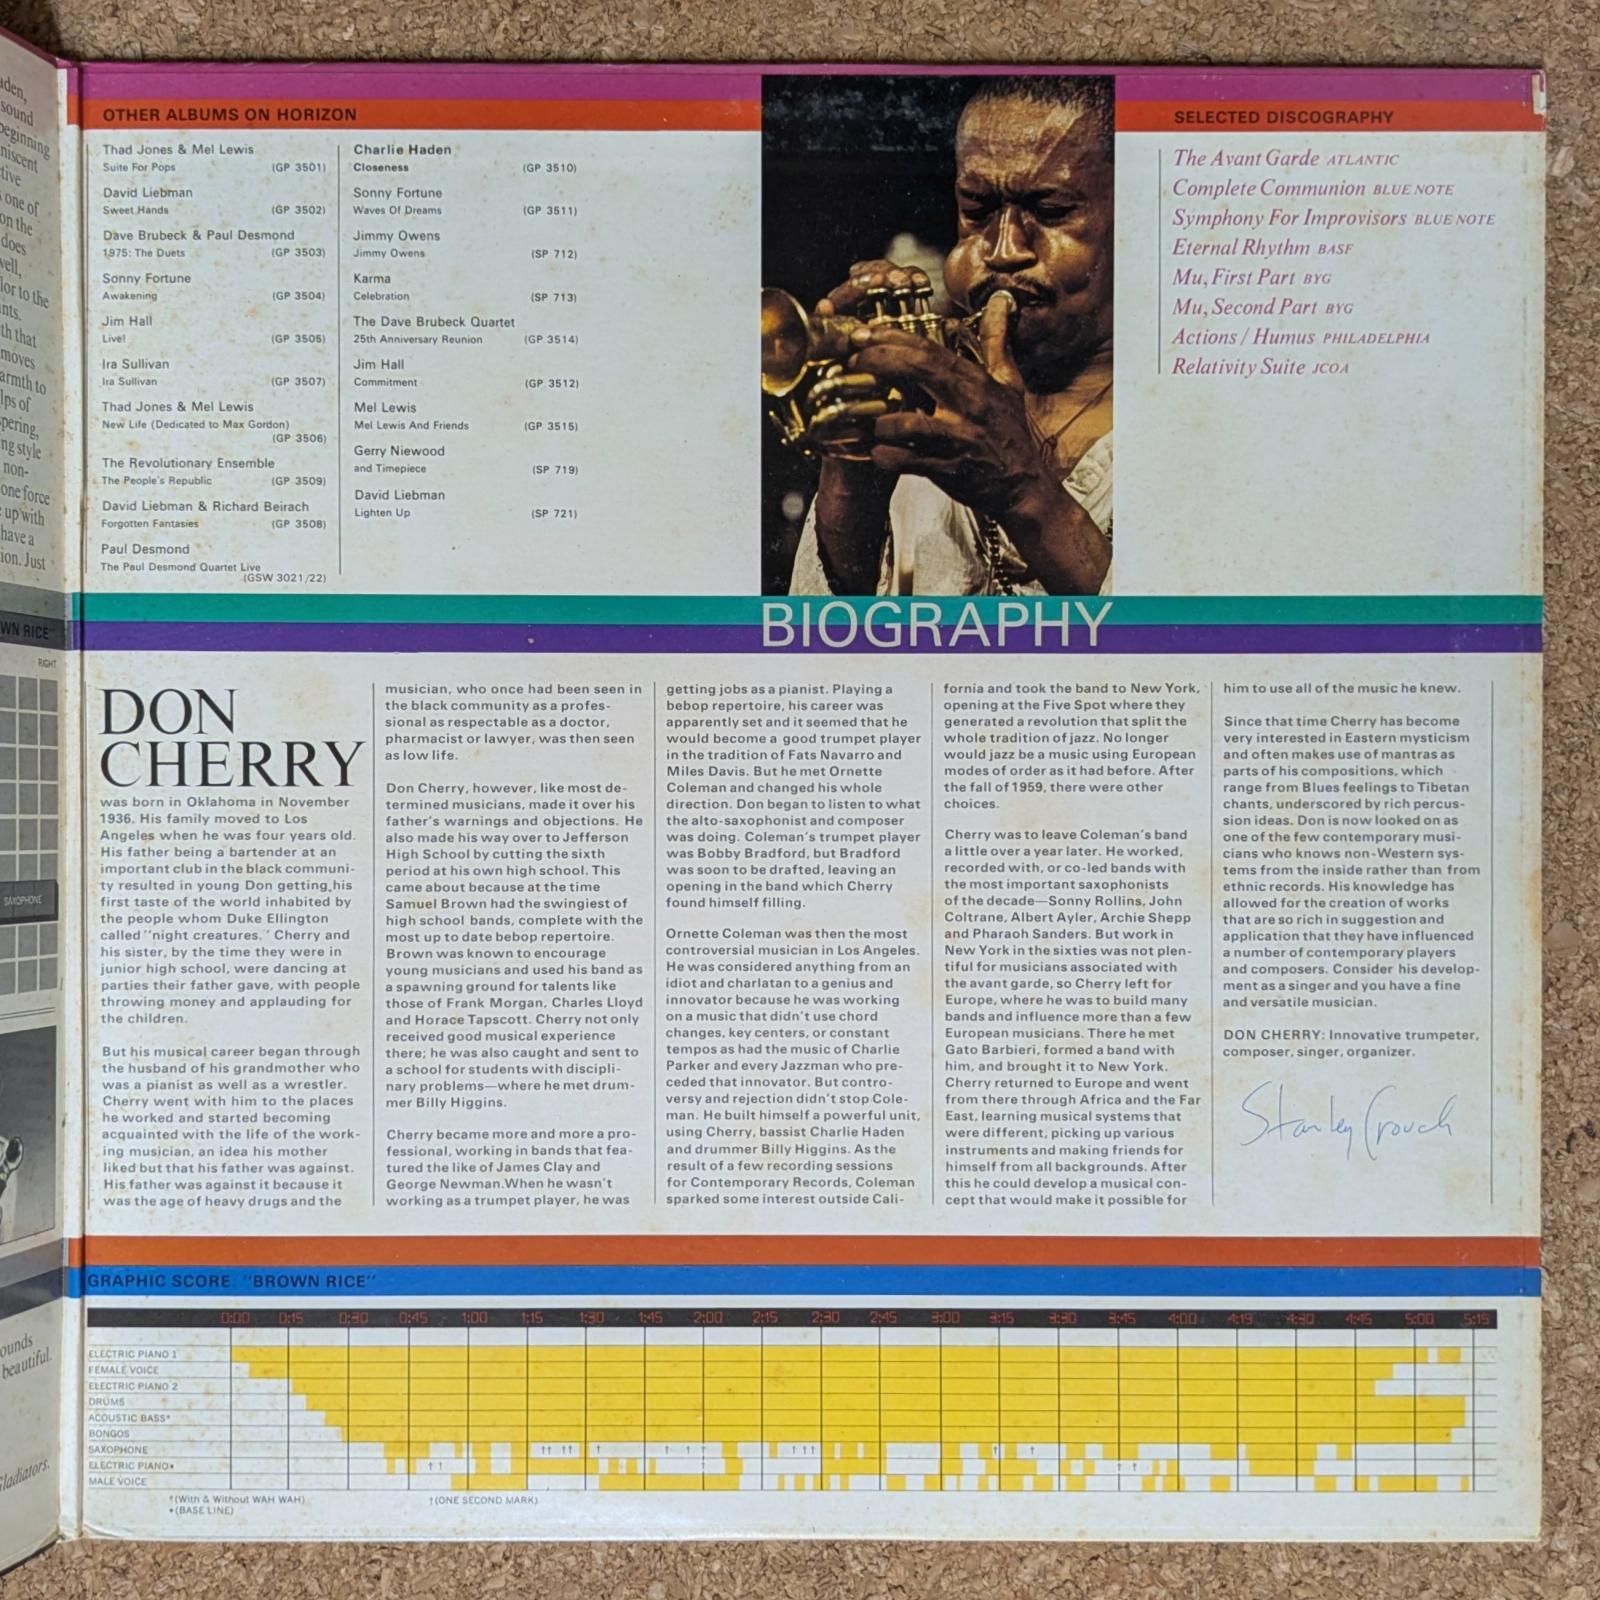 aden,
sound
beginning
niscent
tive
one of
on the
does
well,
lor to the
nts.
th that
moves
armth to
lps of
pering,
ng style
non-
one force
up with
have a
ion. Just
WN RICE"
RIGHT
SAXOPHONE
ounds
beautiful.
Gladiators.
OTHER ALBUMS ON HORIZON
Thad Jones & Mel Lewis
Suite For Pops (GP 3501)
David Liebman
Sweet Hands (GP 3502)
Dave Brubeck & Paul Desmond
1975: The Duets (GP 3503)
Sonny Fortune
Awakening (GP 3504)
Jim Hall
Live! (GP 3505)
Ira Sullivan
Ira Sullivan (GP 3507)
Thad Jones & Mel Lewis
New Life (Dedicated to Max Gordon)
(GP 3506)
The Revolutionary Ensemble
The People's Republic (GP 3509)
David Liebman & Richard Beirach
Forgotten Fantasies (GP 3508)
Paul Desmond
The Paul Desmond Quartet Live
(GSW 3021/22)
Charlie Haden
Closeness (GP 3510)
Sonny Fortune
Waves Of Dreams (GP 3511)
Jimmy Owens
Jimmy Owens (SP 712)
Karma
Celebration (SP 713)
The Dave Brubeck Quartet
25th Anniversary Reunion (GP 3514)
Jim Hall
Commitment (GP 3512)
Mel Lewis
Mel Lewis And Friends (GP 3515)
Gerry Niewood
and Timepiece (SP 719)
David Liebman
Lighten Up (SP 721)
SELECTED DISCOGRAPHY
The Avant Garde ATLANTIC
Complete Communion BLUE NOTE
Symphony For Improvisors BLUE NOTE
Eternal Rhythm BASF
Mu, First Part BYG
Mu, Second Part BYG
Actions / Humus PHILADELPHIA
Relativity Suite JCOA
BIOGRAPHY
DON
CHERRY
was born in Oklahoma in November
1936. His family moved to Los
Angeles when he was four years old.
His father being a bartender at an
important club in the black communi-
ty resulted in young Don getting his
first taste of the world inhabited by
the people whom Duke Ellington
called "night creatures." Cherry and
his sister, by the time they were in
junior high school, were dancing at
parties their father gave, with people
throwing money and applauding for
the children.
But his musical career began through
the husband of his grandmother who
was a pianist as well as a wrestler.
Cherry went with him to the places
he worked and started becoming
acquainted with the life of the work-
ing musician, an idea his mother
liked but that his father was against.
His father was against it because it
was the age of heavy drugs and the
musician, who once had been seen in
the black community as a profes-
sional as respectable as a doctor,
pharmacist or lawyer, was then seen
as low life.
Don Cherry, however, like most de-
termined musicians, made it over his
father's warnings and objections. He
also made his way over to Jefferson
High School by cutting the sixth
period at his own high school. This
came about because at the time
Samuel Brown had the swingiest of
high school bands, complete with the
most up to date bebop repertoire.
Brown was known to encourage
young musicians and used his band as
a spawning ground for talents like
those of Frank Morgan, Charles Lloyd
and Horace Tapscott. Cherry not only
received good musical experience
there; he was also caught and sent to
a school for students with discipli-
nary problems—where he met drum-
mer Billy Higgins.
Cherry became more and more a pro-
fessional, working in bands that fea-
tured the like of James Clay and
George Newman.When he wasn't
working as a trumpet player, he was
getting jobs as a pianist. Playing a
bebop repertoire, his career was
apparently set and it seemed that he
would become a good trumpet player
in the tradition of Fats Navarro and
Miles Davis. But he met Ornette
Coleman and changed his whole
direction. Don began to listen to what
the alto-saxophonist and composer
was doing. Coleman's trumpet player
was Bobby Bradford, but Bradford
was soon to be drafted, leaving an
opening in the band which Cherry
found himself filling.
Ornette Coleman was then the most
controversial musician in Los Angeles.
He was considered anything from an
idiot and charlatan to a genius and
innovator because he was working
on a music that didn't use chord
changes, key centers, or constant
tempos as had the music of Charlie
Parker and every Jazzman who pre-
ceded that innovator. But contro-
versy and rejection didn't stop Cole-
man. He built himself a powerful unit,
using Cherry, bassist Charlie Haden
and drummer Billy Higgins. As the
result of a few recording sessions
for Contemporary Records, Coleman
sparked some interest outside Cali-
fornia and took the band to New York,
opening at the Five Spot where they
generated a revolution that split the
whole tradition of jazz. No longer
would jazz be a music using European
modes of order as it had before. After
the fall of 1959, there were other
choices.
Cherry was to leave Coleman's band
a little over a year later. He worked,
recorded with, or co-led bands with
the most important saxophonists
of the decade—Sonny Rollins, John
Coltrane, Albert Ayler, Archie Shepp
and Pharaoh Sanders. But work in
New York in the sixties was not plen-
tiful for musicians associated with
the avant garde, so Cherry left for
Europe, where he was to build many
bands and influence more than a few
European musicians. There he met
Gato Barbieri, formed a band with
him, and brought it to New York.
Cherry returned to Europe and went
from there through Africa and the Far
East, learning musical systems that
were different, picking up various
instruments and making friends for
himself from all backgrounds. After
this he could develop a musical con-
cept that would make it possible for
him to use all of the music he knew.
Since that time Cherry has become
very interested in Eastern mysticism
and often makes use of mantras as
parts of his compositions, which
range from Blues feelings to Tibetan
chants, underscored by rich percus-
sion ideas. Don is now looked on as
one of the few contemporary musi-
cians who knows non-Western sys-
tems from the inside rather than from
ethnic records. His knowledge has
allowed for the creation of works
that are so rich in suggestion and
application that they have influenced
a number of contemporary players
and composers. Consider his develop-
ment as a singer and you have a fine
and versatile musician.
DON CHERRY: Innovative trumpeter,
composer, singer, organizer.
Stanley Crouch
GRAPHIC SCORE: "BROWN RICE"
0:00 0:15 0:30 0:45 1:00 1:15 1:30 1:45 2:00 2:15 2:30 2:45 3:00 3:15 3:30 3:45 4:00 4:19 4:30 4:45 5:00 5:15
ELECTRIC PIANO 1
FEMALE VOICE
ELECTRIC PIANO 2
DRUMS
ACOUSTIC BASS*
BONGOS
SAXOPHONE
ELECTRIC PIANO•
MALE VOICE
*(With & Without WAH WAH)
•(BASE LINE)
†(ONE SECOND MARK)